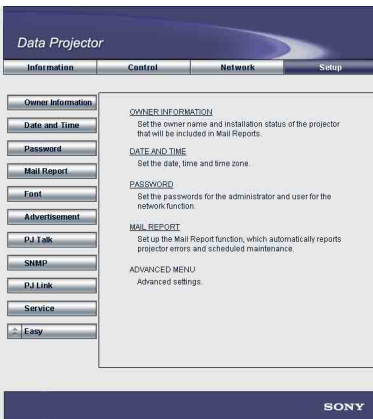 Data Projector
Information Control Network Setup
Owner Information
Date and Time
Password
Mail Report
Font
Advertisement
PJ Talk
SNMP
PJ Link
Service
Easy
OWNER INFORMATION
Set the owner name and installation status of the projector
that will be included in Mail Reports.
DATE AND TIME
Set the date, time and time zone.
PASSWORD
Set the passwords for the administrator and user for the
network function.
MAIL REPORT
Set up the Mail Report function, which automatically reports
projector errors and scheduled maintenance.
ADVANCED MENU
Advanced settings.
SONY